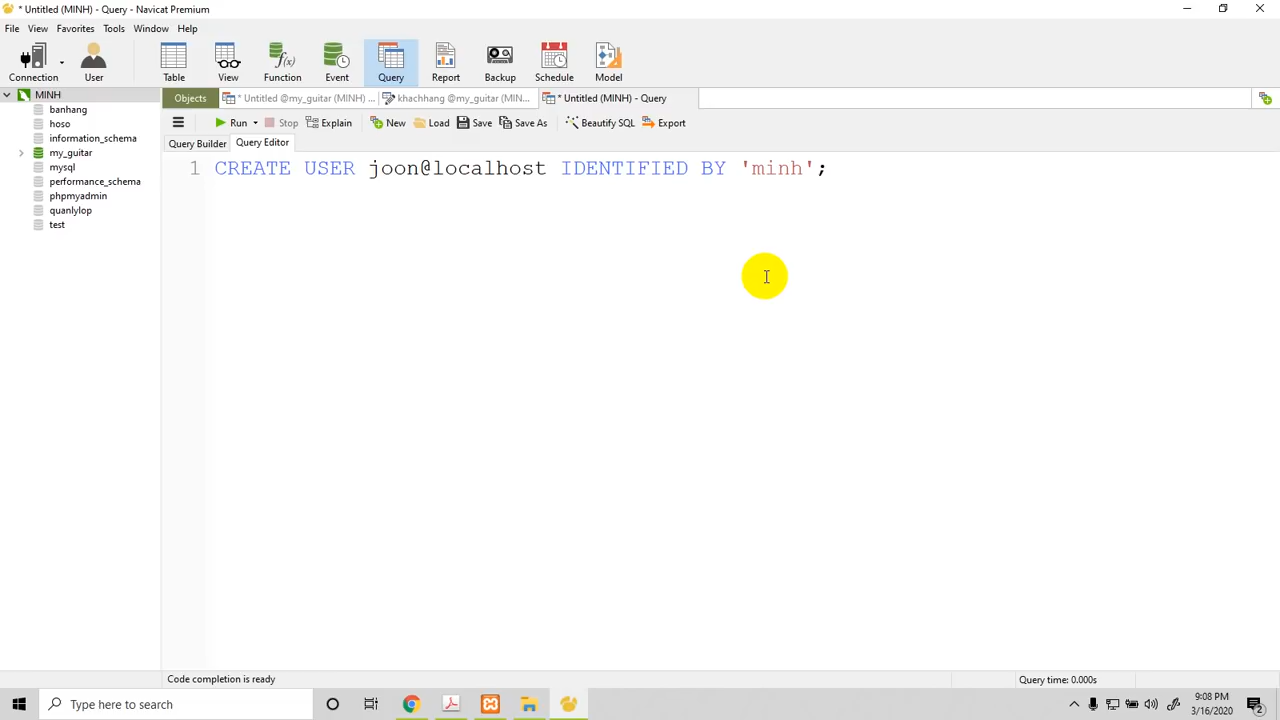 * Untitled (MINH) - Query - Navicat Premium
File View Favorites Tools Window Help
Connection User Table View Function Event Query Report Backup Schedule Model
f(x)
MINH
banhang
hoso
information_schema
my_guitar
mysql
performance_schema
phpmyadmin
quanlylop
test
Objects * Untitled @my_guitar (MINH) ... khachhang @my_guitar (MIN... * Untitled (MINH) - Query
Run Stop Explain New Load Save Save As Beautify SQL Export
Query Builder Query Editor
1 CREATE USER joon@localhost IDENTIFIED BY 'minh';
Code completion is ready Query time: 0.000s
Type here to search
9:08 PM
3/16/2020
2